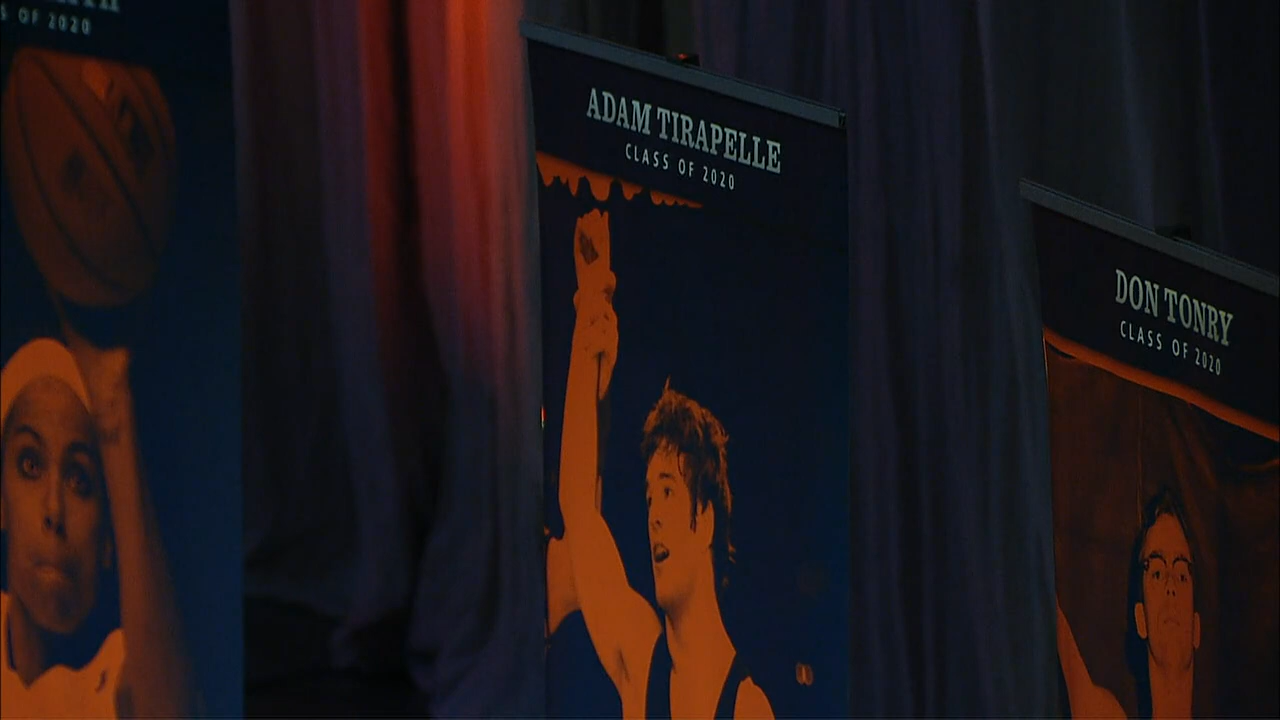 S OF 2020
ADAM TIRAPELLE
CLASS OF 2020
DON TONRY
CLASS OF 2020